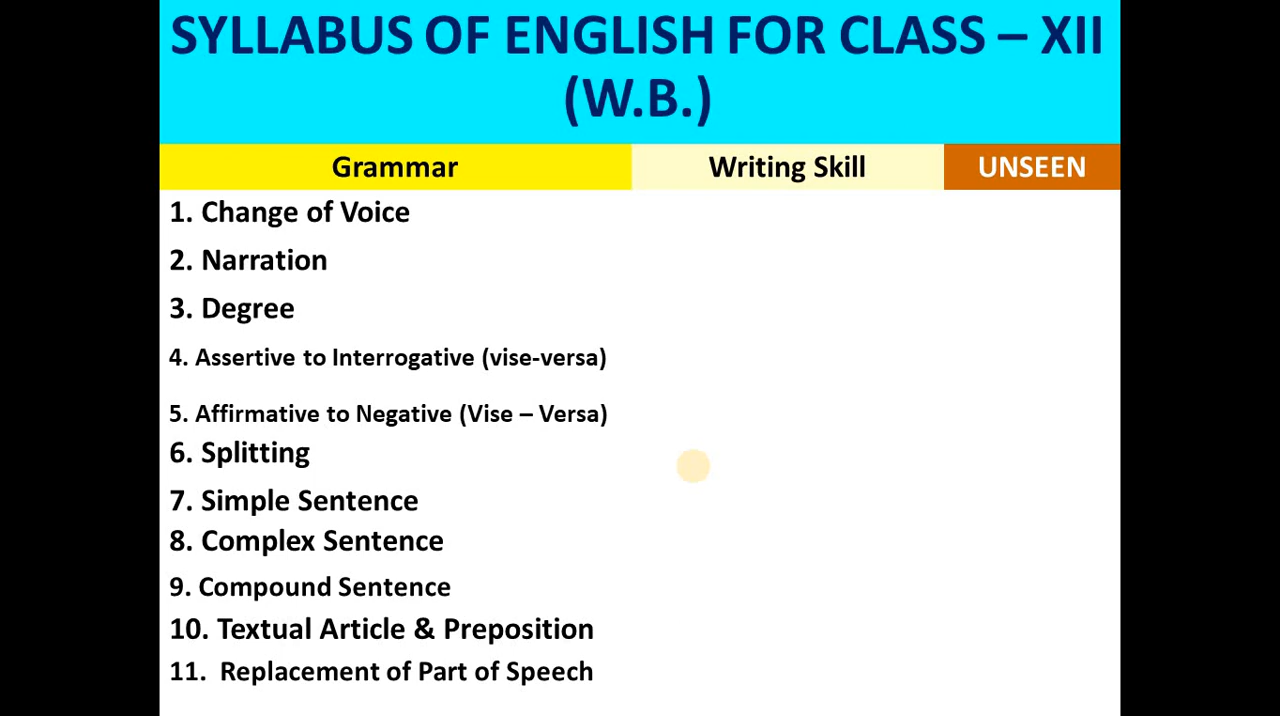 SYLLABUS OF ENGLISH FOR CLASS – XII
(W.B.)
Grammar
Writing Skill
UNSEEN
1. Change of Voice
2. Narration
3. Degree
4. Assertive to Interrogative (vise-versa)
5. Affirmative to Negative (Vise – Versa)
6. Splitting
7. Simple Sentence
8. Complex Sentence
9. Compound Sentence
10. Textual Article & Preposition
11. Replacement of Part of Speech